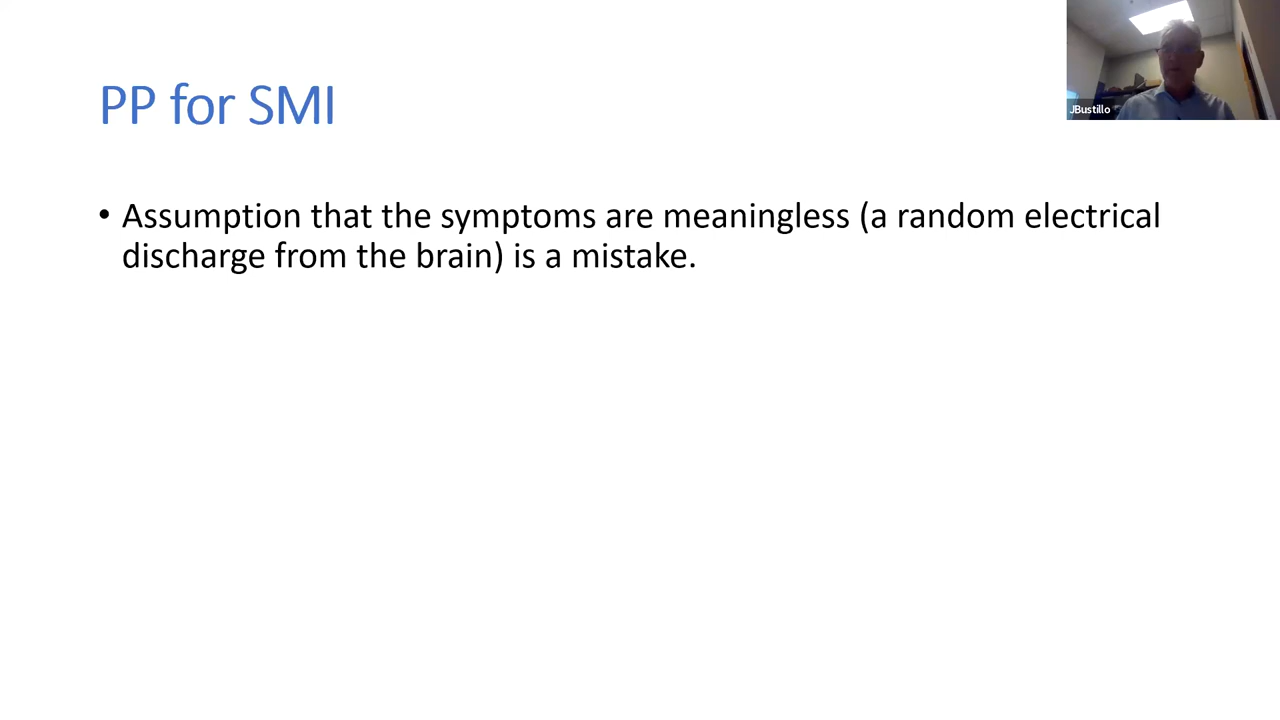 PP for SMI
JBustillo
• Assumption that the symptoms are meaningless (a random electrical
discharge from the brain) is a mistake.